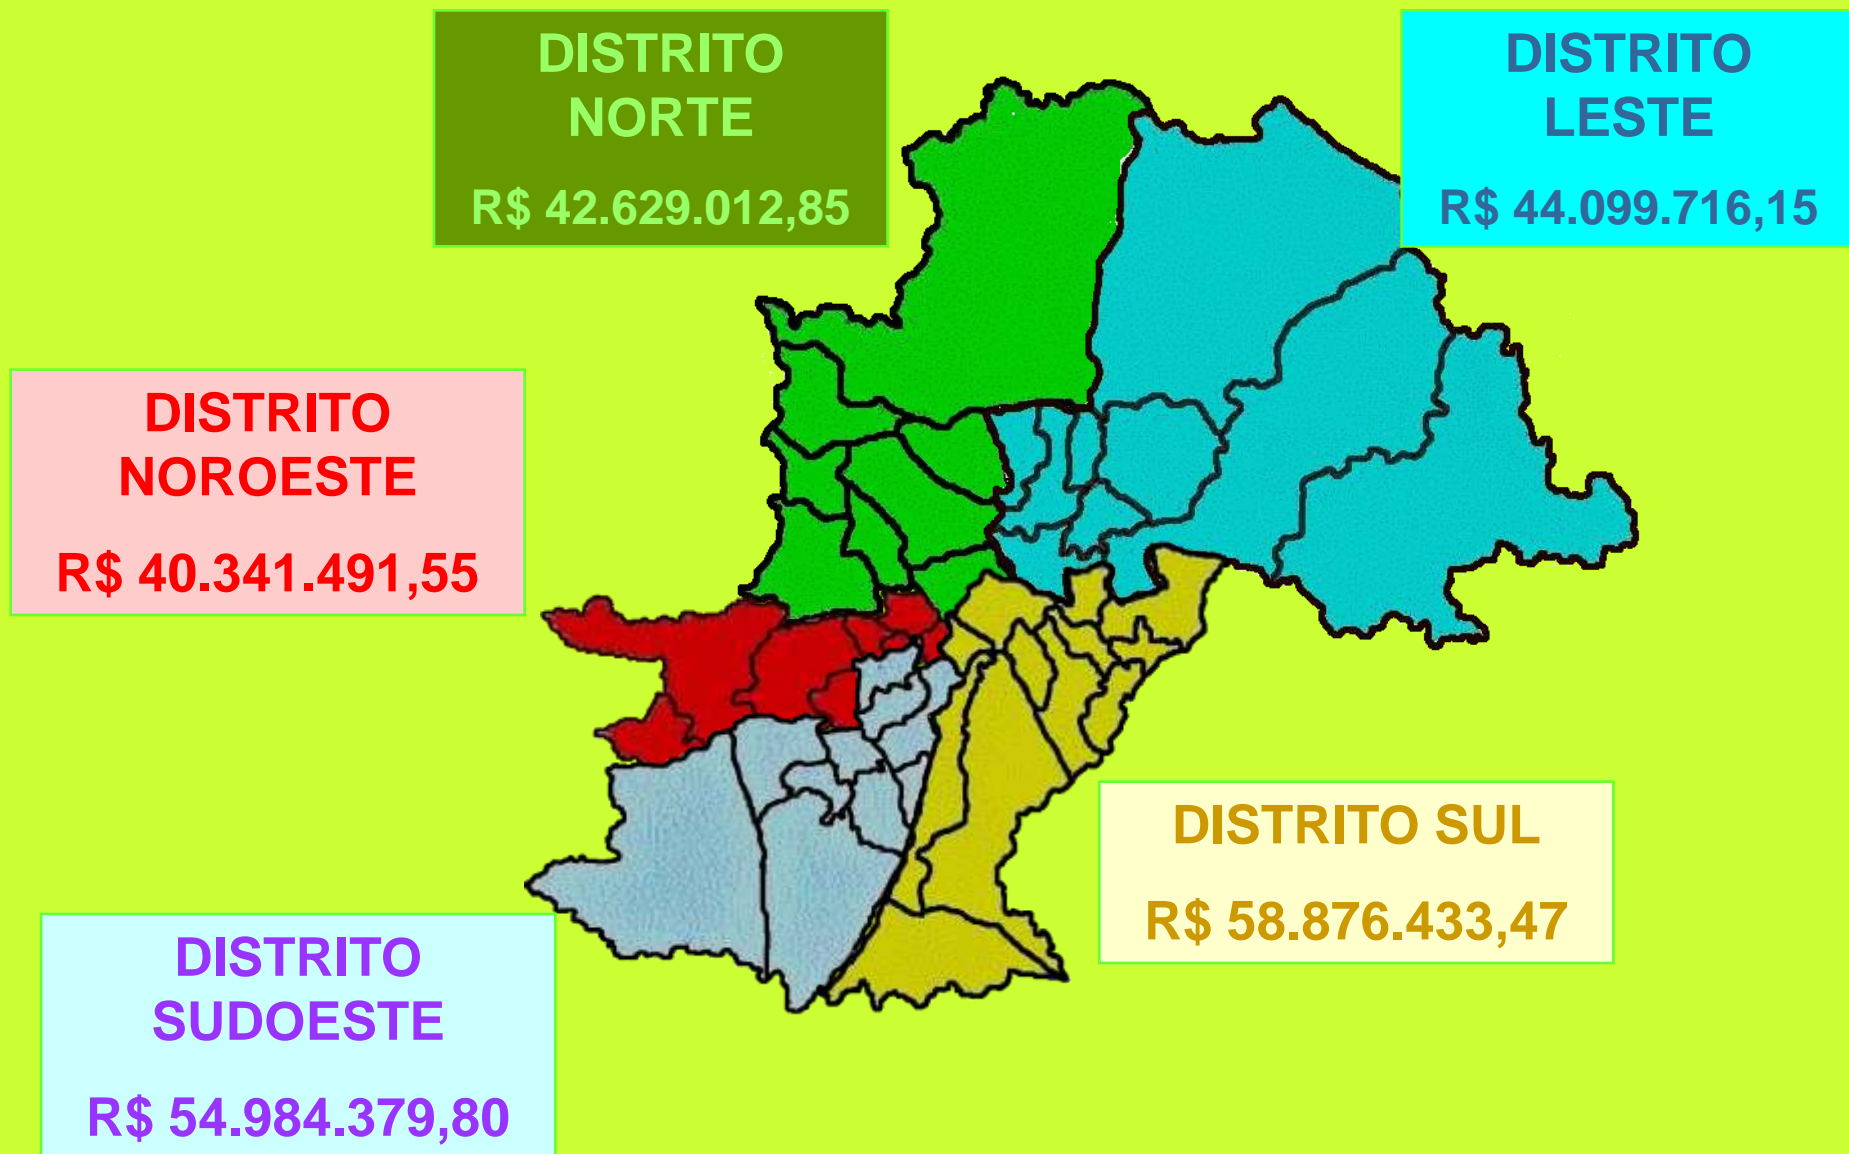 DISTRITO
NORTE
R$ 42.629.012,85
DISTRITO
LESTE
R$ 44.099.716,15
DISTRITO
NOROESTE
R$ 40.341.491,55
DISTRITO SUL
R$ 58.876.433,47
DISTRITO
SUDOESTE
R$ 54.984.379,80